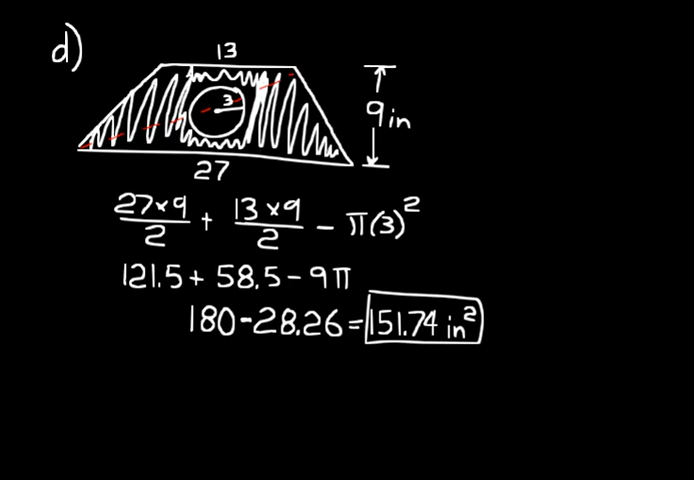 d)
13
3
9in
27
27×9/2 + 13×9/2 − π(3)²
121.5 + 58.5 − 9π
180-28.26=151.74 in²